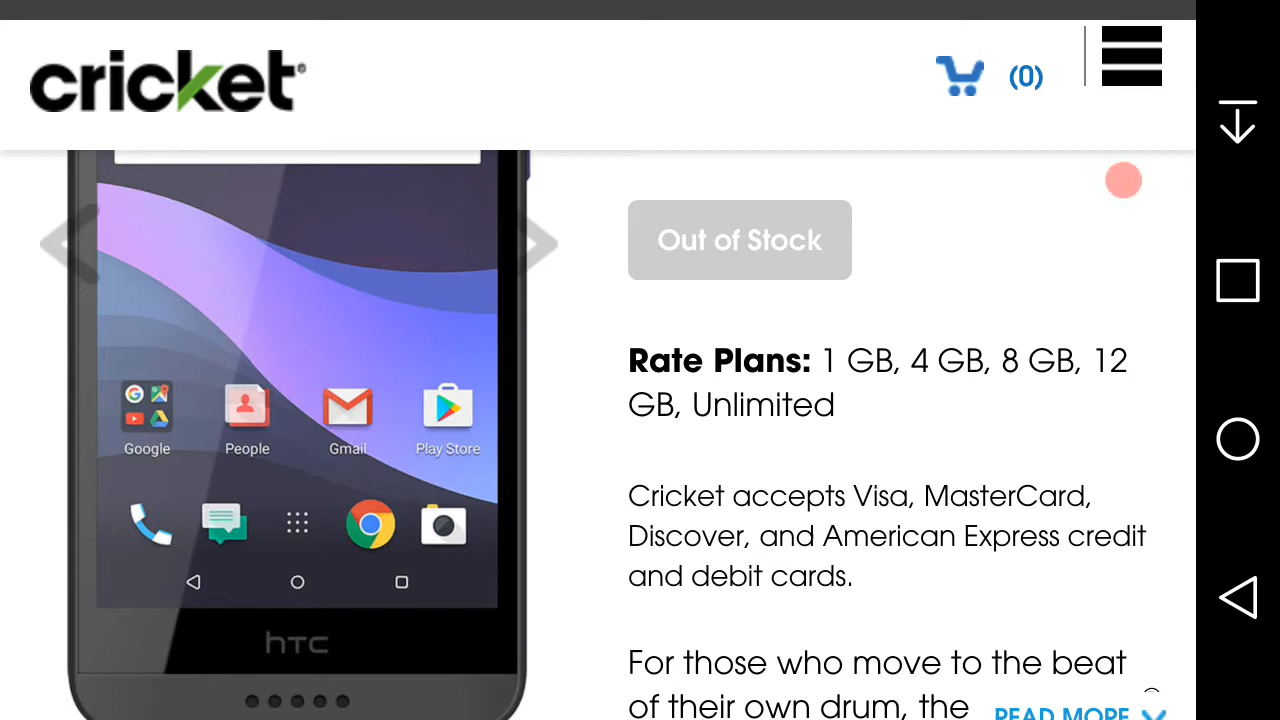 cricket
(0)
Out of Stock
Rate Plans: 1 GB, 4 GB, 8 GB, 12
GB, Unlimited
Google People Gmail Play Store
Cricket accepts Visa, MasterCard,
Discover, and American Express credit
and debit cards.
hTC
For those who move to the beat
of their own drum, the
READ MORE